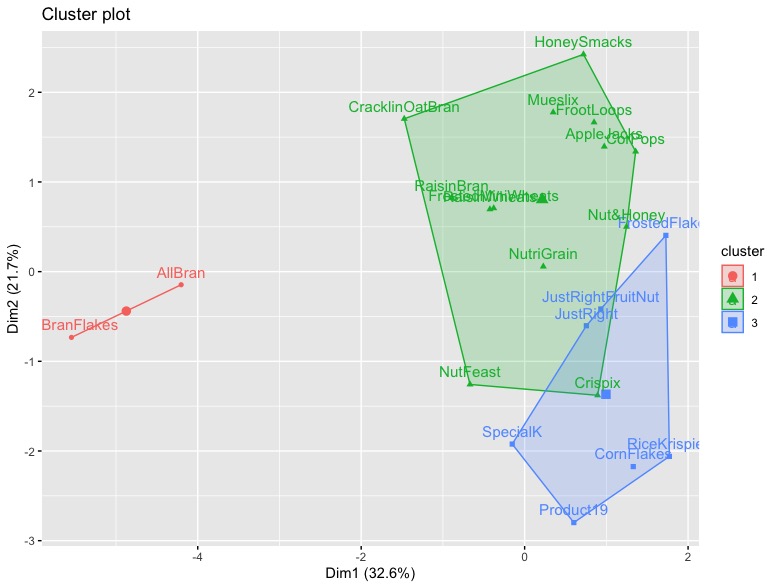 Cluster plot
HoneySmacks
Mueslix
CracklinOatBran
FrootLoops
AppleJacks
CornPops
RaisinBran
FrostedMiniWheats
Nut&Honey
FrostedFlake
NutriGrain
AllBran
JustRightFruitNut
JustRight
BranFlakes
NutFeast
Crispix
SpecialK
RiceKrispie
CornFlakes
Product19
2
1
0
-1
-2
-3
-4
-2
0
2
Dim1 (32.6%)
Dim2 (21.7%)
cluster
1
2
3